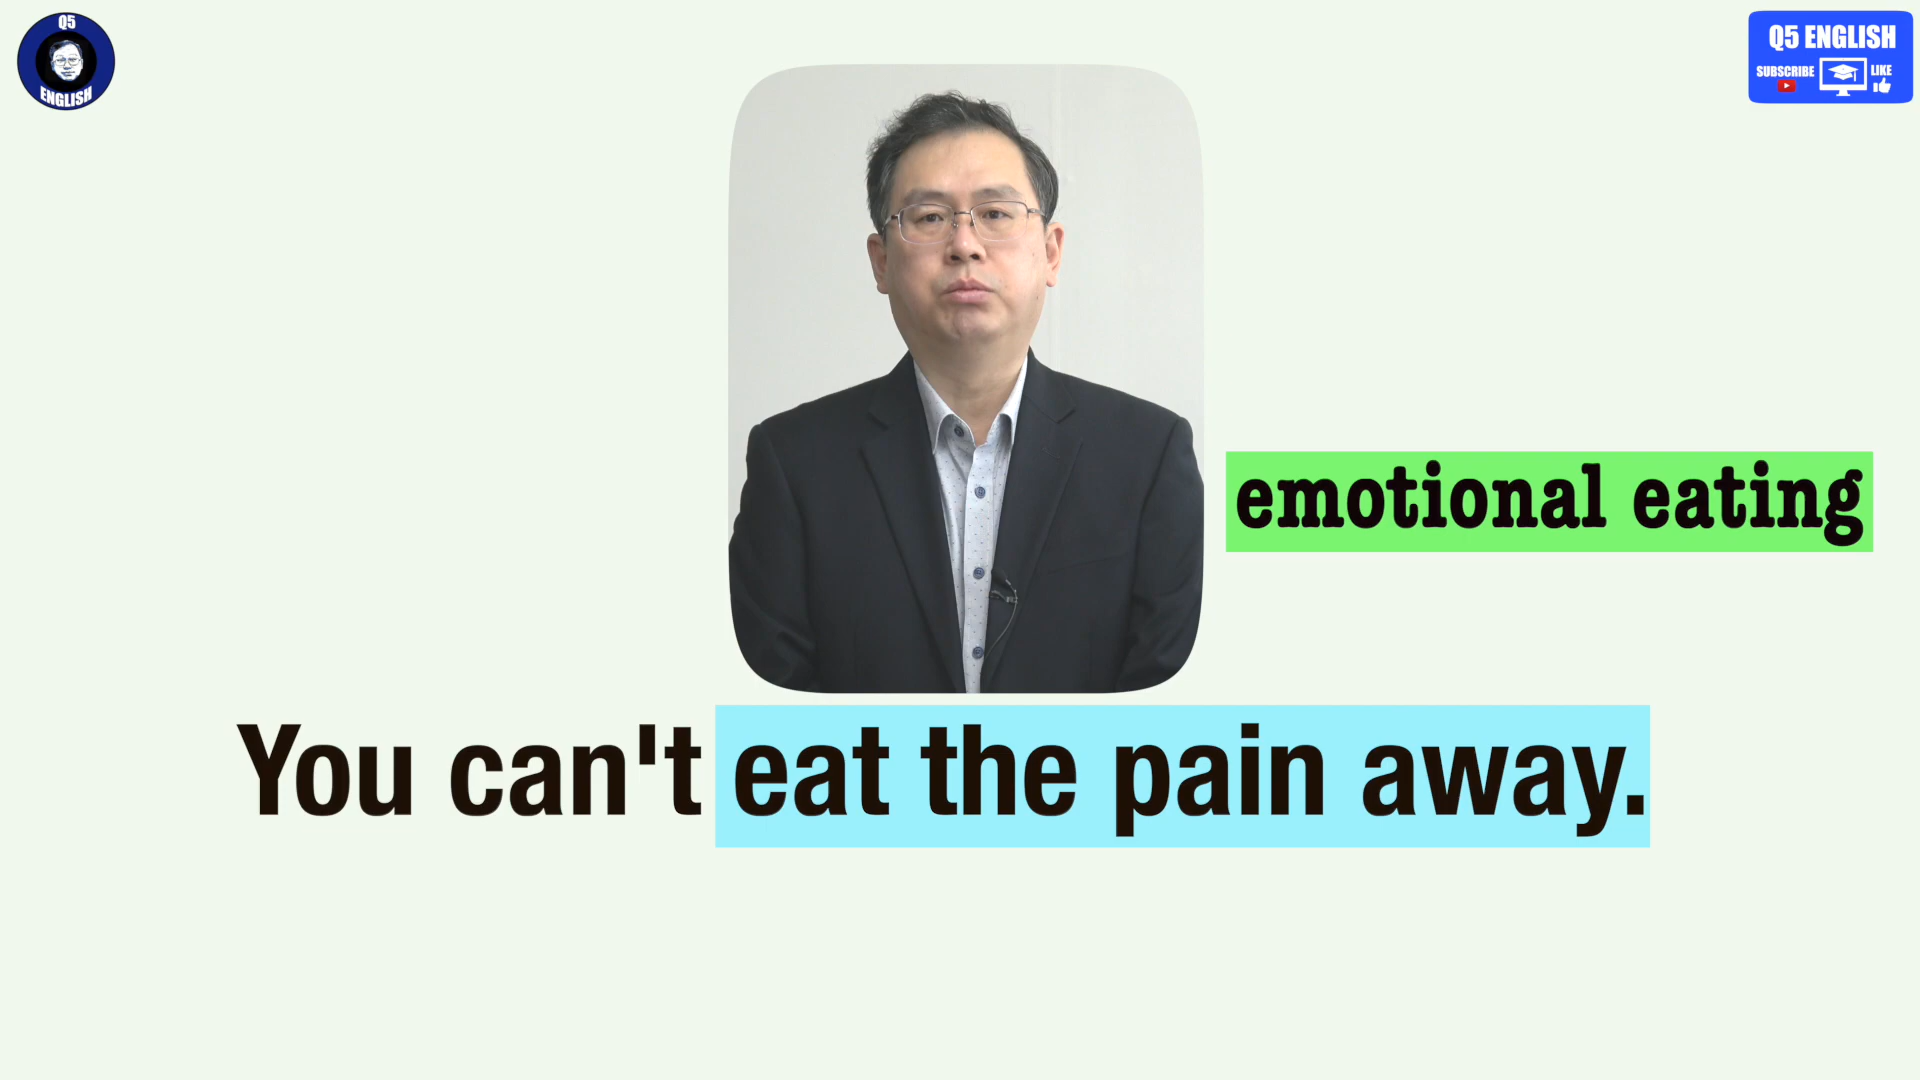 Q5
ENGLISH
Q5 ENGLISH
SUBSCRIBE
LIKE
emotional eating
You can't eat the pain away.